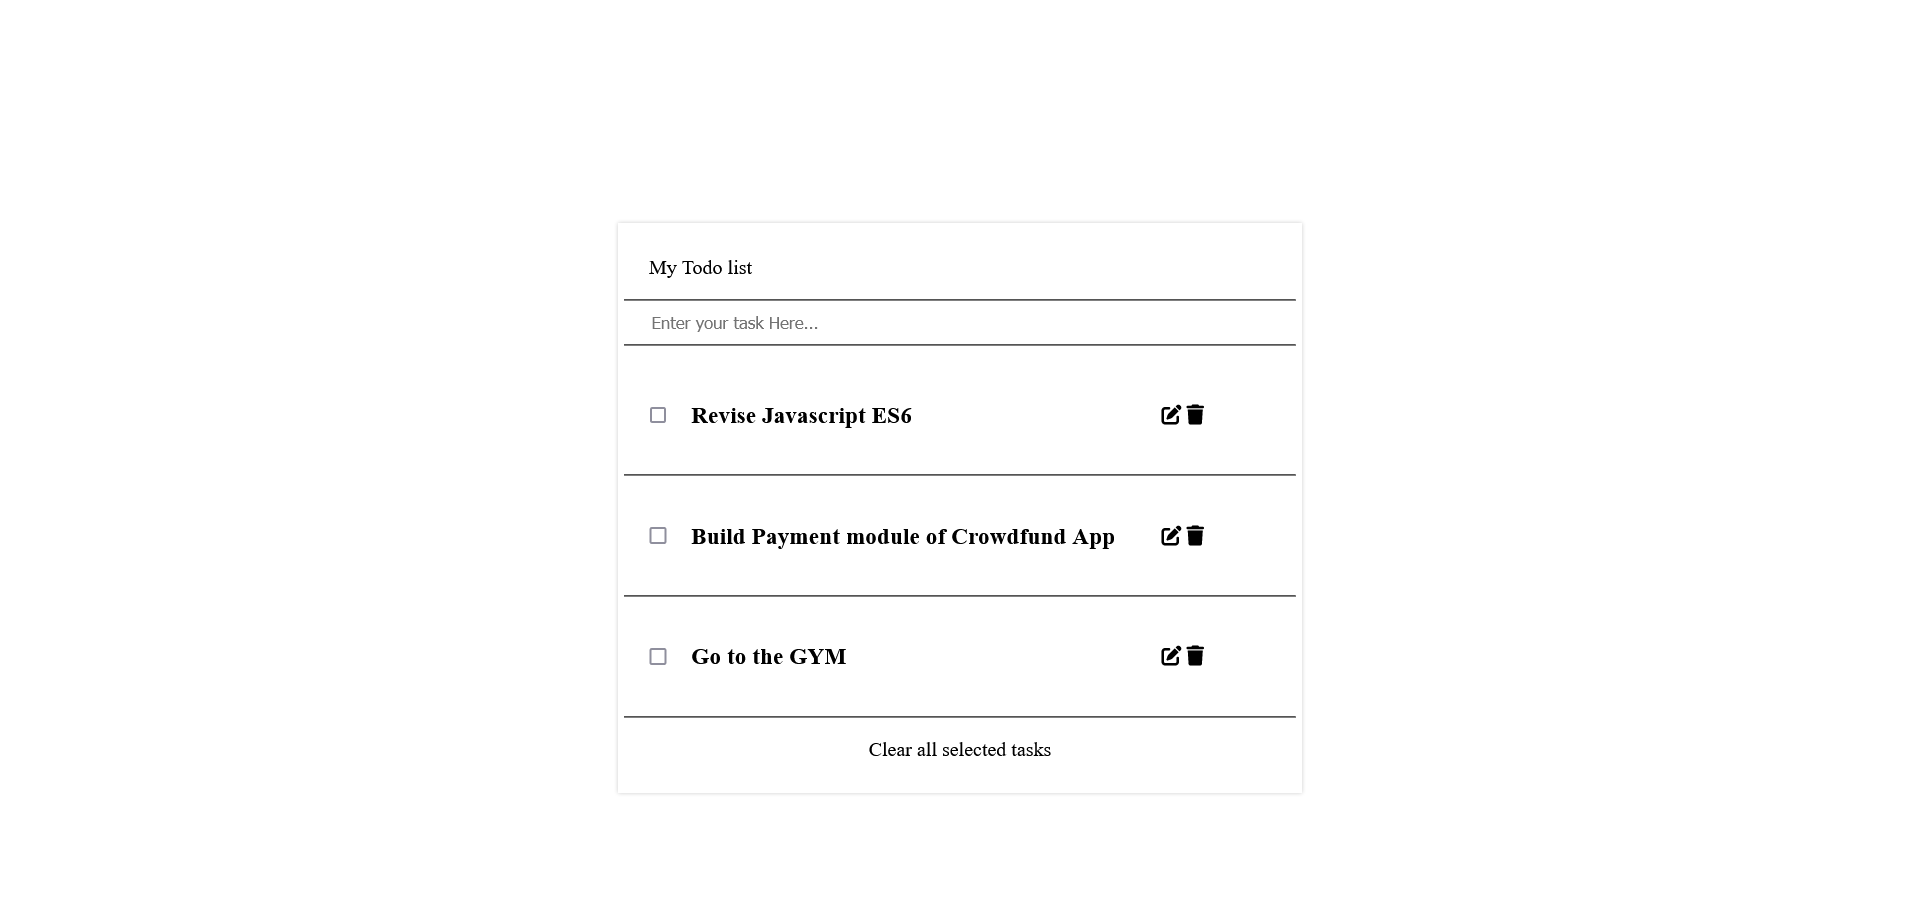 My Todo list
Enter your task Here...
Revise Javascript ES6
Build Payment module of Crowdfund App
Go to the GYM
Clear all selected tasks